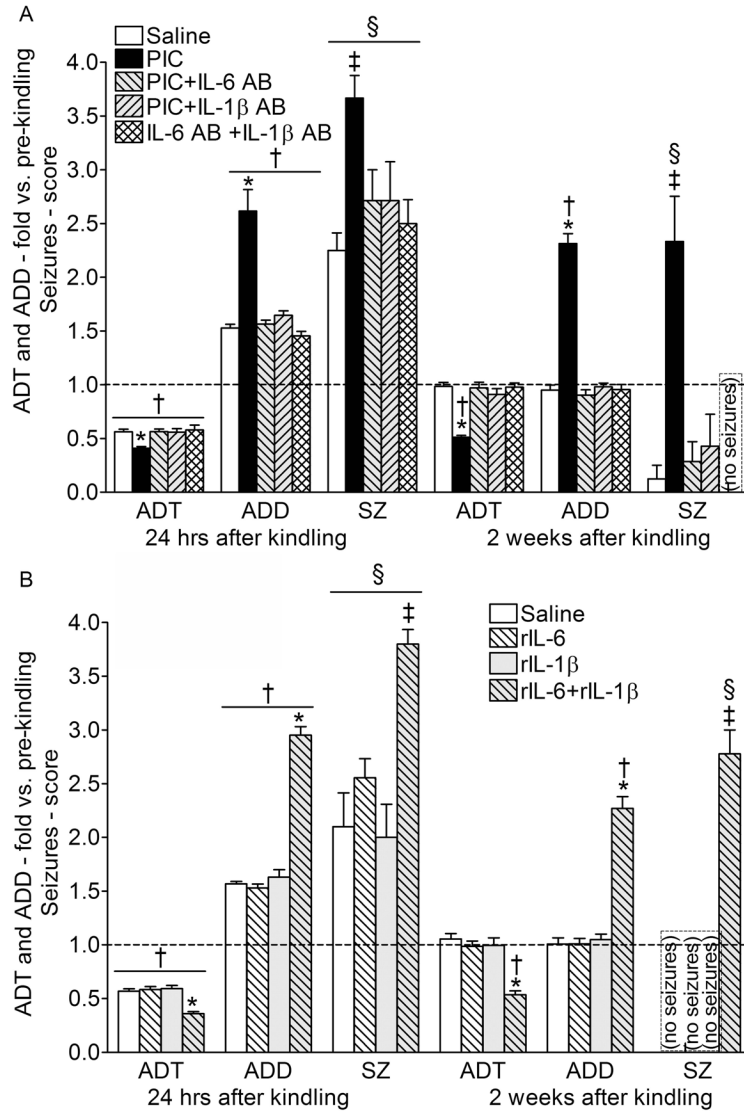 A
Saline
PIC
PIC+IL-6 AB
PIC+IL-1β AB
IL-6 AB +IL-1β AB
ADT and ADD - fold vs. pre-kindling
Seizures - score
4.0
3.5
3.0
2.5
2.0
1.5
1.0
0.5
0.0
†
*
†
*
§
‡
†
*
†
*
§
‡
(no seizures)
ADT ADD SZ ADT ADD SZ
24 hrs after kindling 2 weeks after kindling
B
Saline
rIL-6
rIL-1β
rIL-6+rIL-1β
ADT and ADD - fold vs. pre-kindling
Seizures - score
4.0
3.5
3.0
2.5
2.0
1.5
1.0
0.5
0.0
†
*
†
*
§
‡
†
*
†
*
§
‡
(no seizures)
(no seizures)
(no seizures)
ADT ADD SZ ADT ADD SZ
24 hrs after kindling 2 weeks after kindling